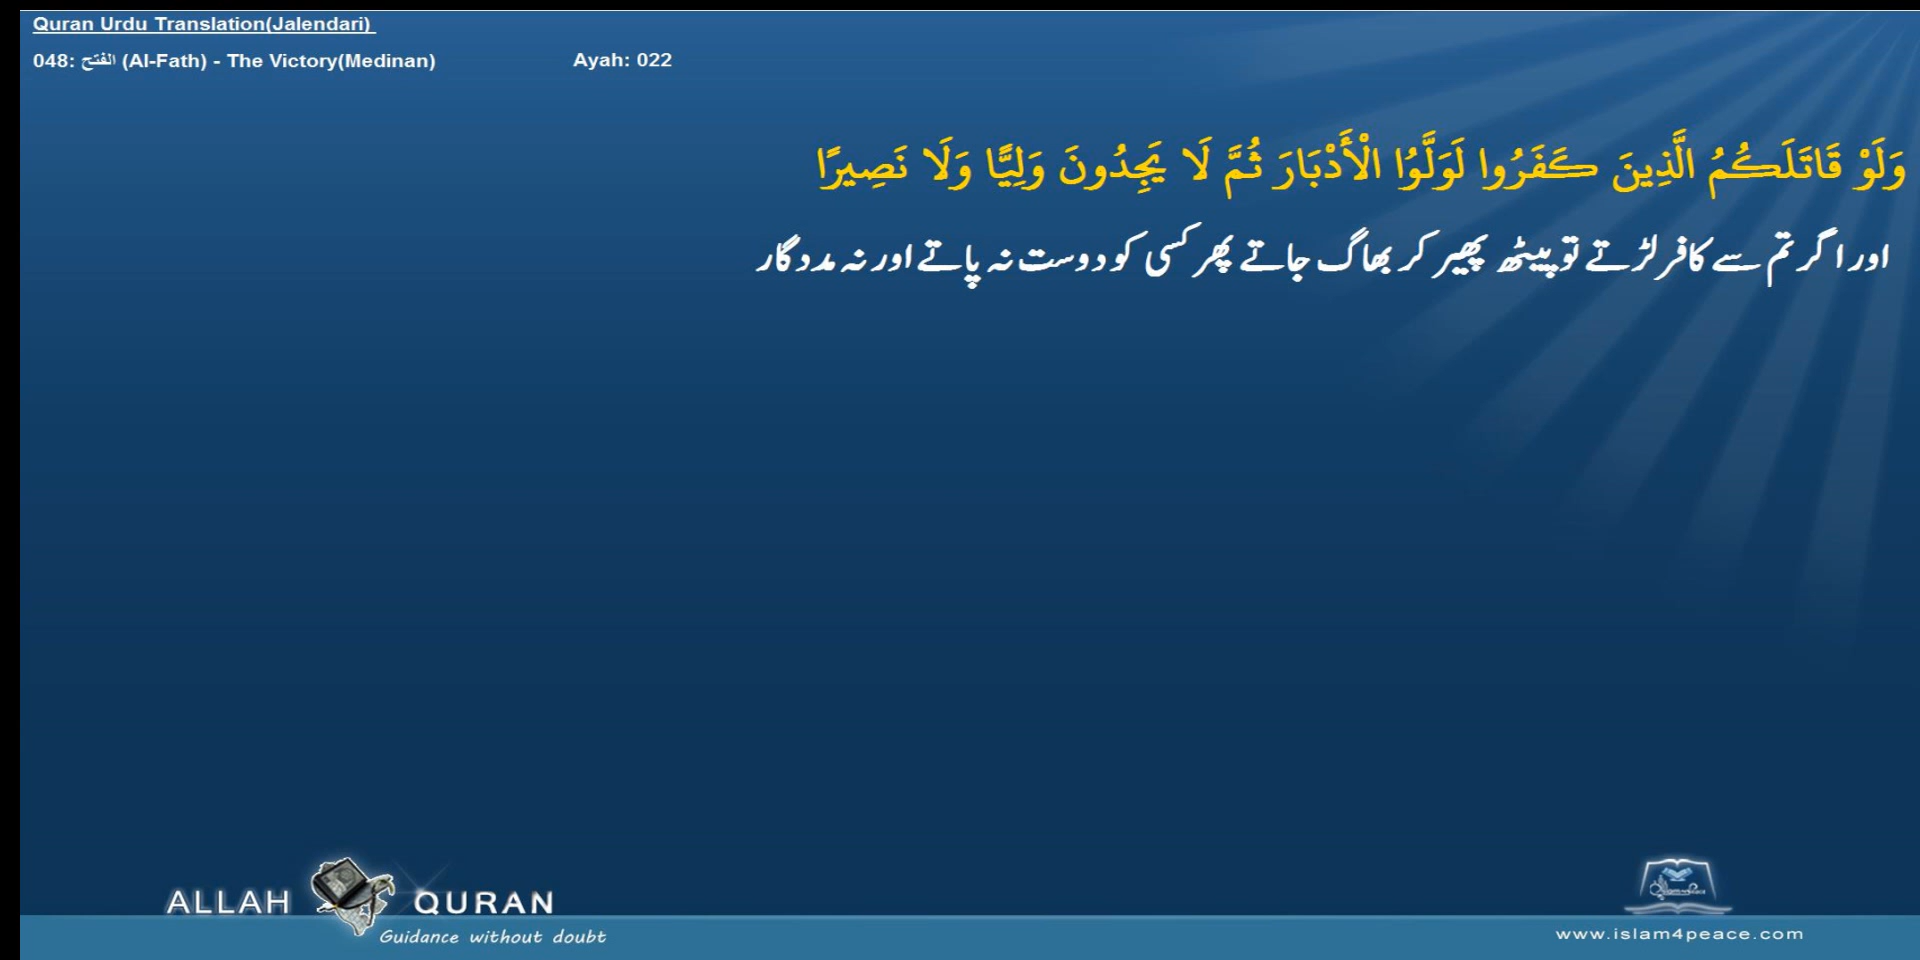 Quran Urdu Translation(Jalendari)
048: الفتح (Al-Fath) - The Victory(Medinan) Ayah: 022
وَلَوْ قَاتَلَكُمُ الَّذِينَ كَفَرُوا لَوَلَّوُا الْأَدْبَارَ ثُمَّ لَا يَجِدُونَ وَلِيًّا وَلَا نَصِيرًا
اور اگر تم سے کافر لڑتے تو پیٹھ پھیر کر بھاگ جاتے پھر کسی کو دوست نہ پاتے اور نہ مددگار
ALLAH QURAN
Guidance without doubt
www.islam4peace.com